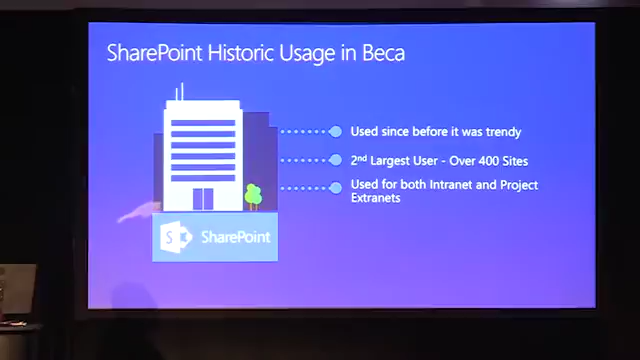 SharePoint Historic Usage in Beca
Used since before it was trendy
2nd Largest User - Over 400 Sites
Used for both Intranet and Project
Extranets
S
SharePoint